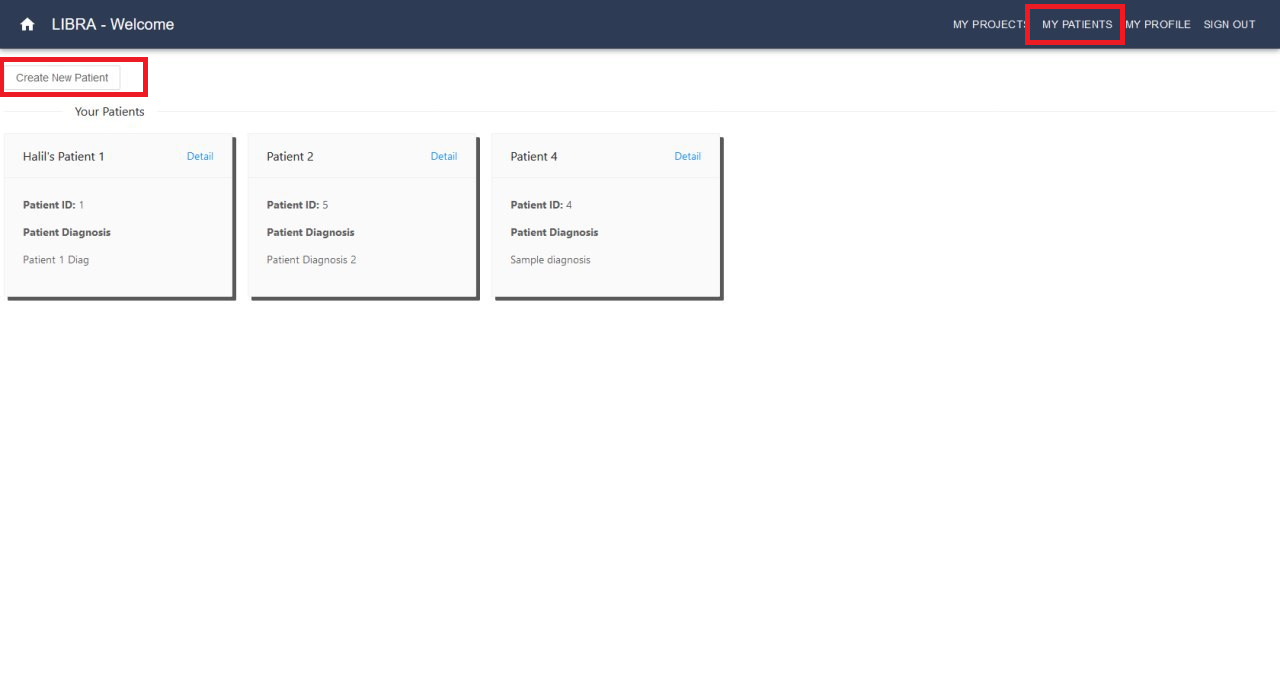 LIBRA - Welcome
MY PROJECTS MY PATIENTS MY PROFILE SIGN OUT
Create New Patient
Your Patients
Halil's Patient 1 Detail
Patient ID: 1
Patient Diagnosis
Patient 1 Diag
Patient 2 Detail
Patient ID: 5
Patient Diagnosis
Patient Diagnosis 2
Patient 4 Detail
Patient ID: 4
Patient Diagnosis
Sample diagnosis